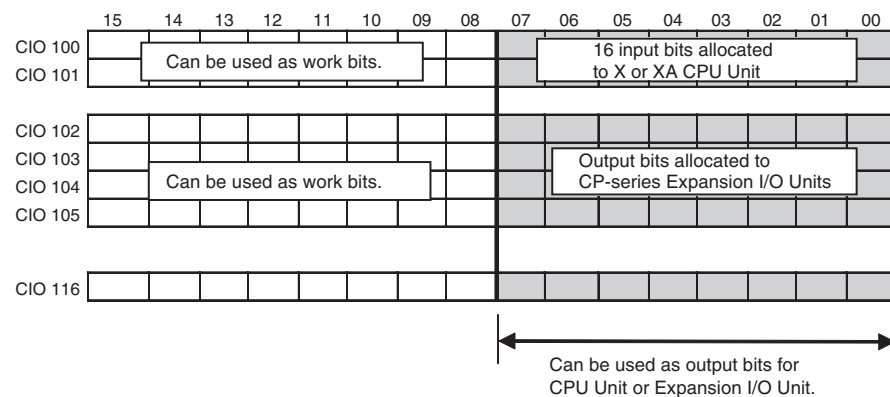 15 14 13 12 11 10 09 08 07 06 05 04 03 02 01 00
CIO 100
CIO 101
Can be used as work bits.
16 input bits allocated
to X or XA CPU Unit
CIO 102
CIO 103
CIO 104
CIO 105
Can be used as work bits.
Output bits allocated to
CP-series Expansion I/O Units
CIO 116
Can be used as output bits for
CPU Unit or Expansion I/O Unit.